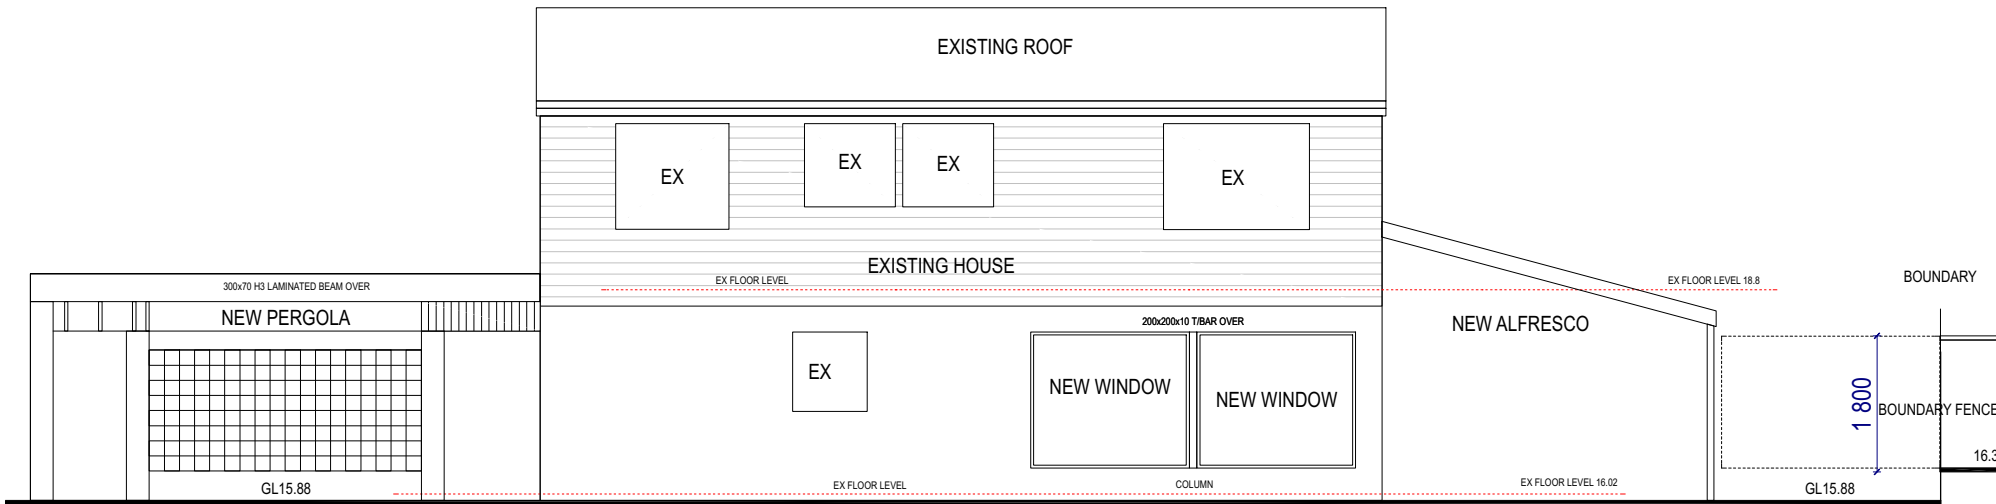 EXISTING ROOF
EX
EX
EX
EX
EXISTING HOUSE
EX FLOOR LEVEL
EX FLOOR LEVEL 18.8
BOUNDARY
300x70 H3 LAMINATED BEAM OVER
NEW PERGOLA
200x200x10 T/BAR OVER
NEW ALFRESCO
EX
NEW WINDOW
NEW WINDOW
1 800
BOUNDARY FENCE
16.3
GL15.88
EX FLOOR LEVEL
COLUMN
EX FLOOR LEVEL 16.02
GL15.88